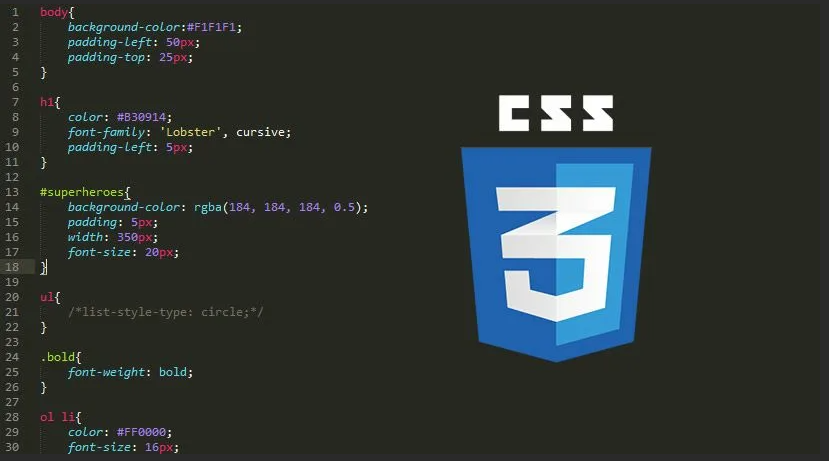 1 body{
2 background-color:#F1F1F1;
3 padding-left: 50px;
4 padding-top: 25px;
5 }
6
7 h1{
8 color: #B30914;
9 font-family: 'Lobster', cursive;
10 padding-left: 5px;
11 }
12
13 #superheroes{
14 background-color: rgba(184, 184, 184, 0.5);
15 padding: 5px;
16 width: 350px;
17 font-size: 20px;
18 }
19
20 ul{
21 /*list-style-type: circle;*/
22 }
23
24 .bold{
25 font-weight: bold;
26 }
27
28 ol li{
29 color: #FF0000;
30 font-size: 16px;
CSS
3